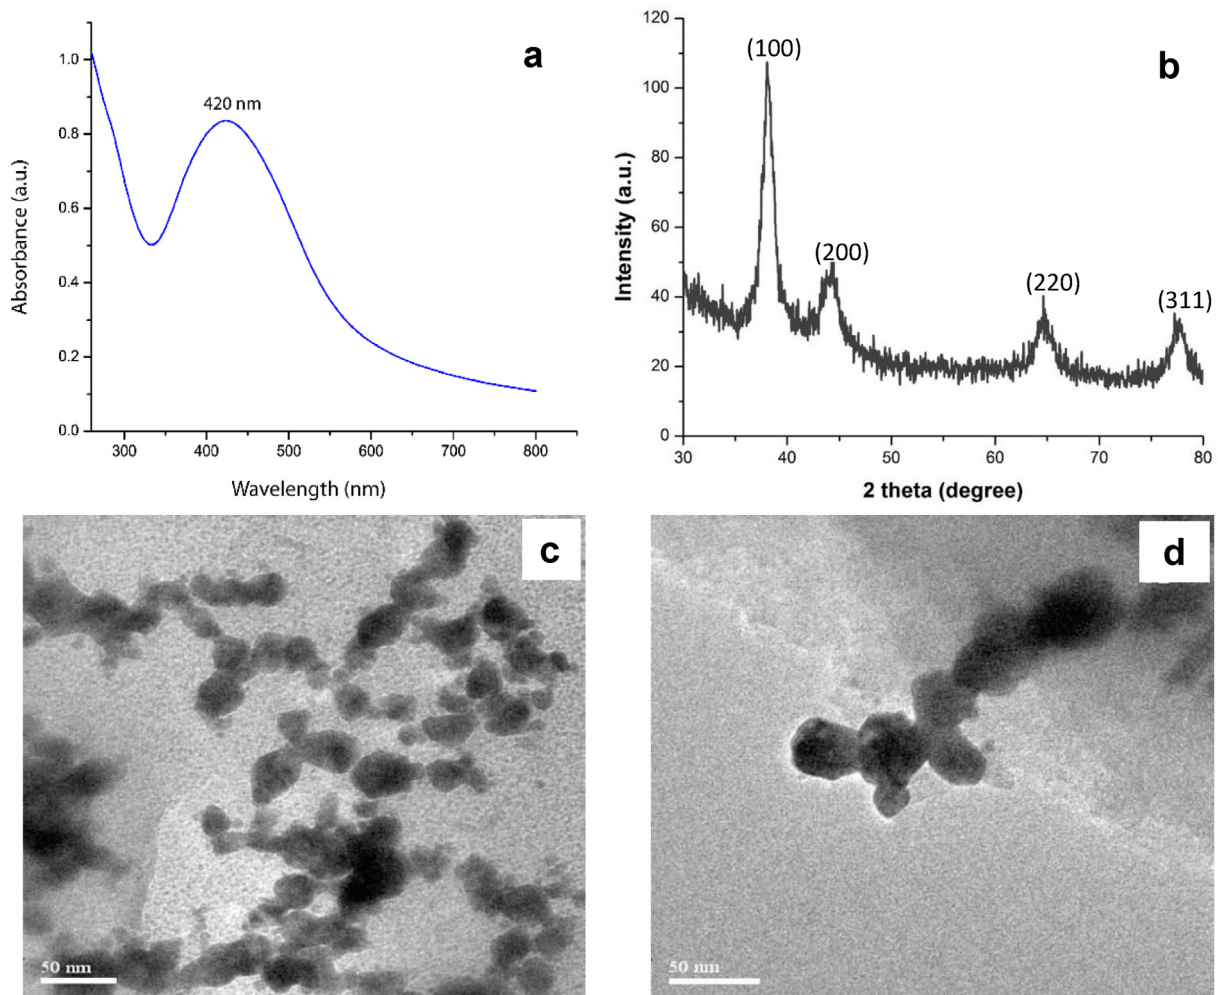 a
420 nm
1.0
0.8
0.6
0.4
0.2
0.0
Absorbance (a.u.)
300 400 500 600 700 800
Wavelength (nm)
b
(100)
(200)
(220)
(311)
120
100
80
60
40
20
0
Intensity (a.u.)
30 40 50 60 70 80
2 theta (degree)
c
50 nm
d
50 nm